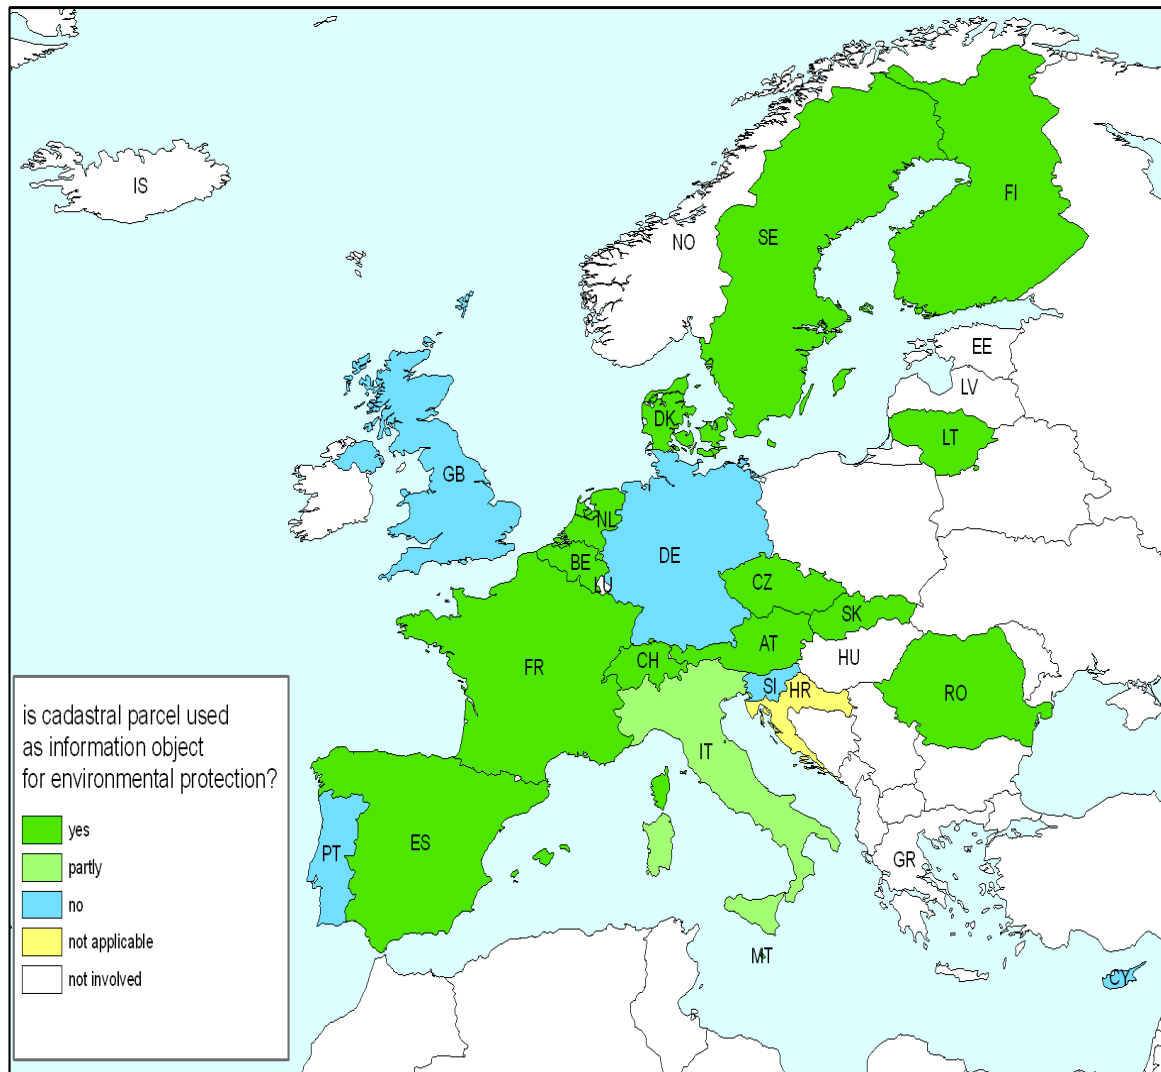 IS
FI
NO
SE
EE
LV
DK
LT
GB
NL
DE
BE
CZ
LU
SK
AT
HU
CH
FR
SI
HR
RO
is cadastral parcel used
as information object
for environmental protection?
IT
yes
ES
PT
partly
GR
no
not applicable
MT
not involved
CY